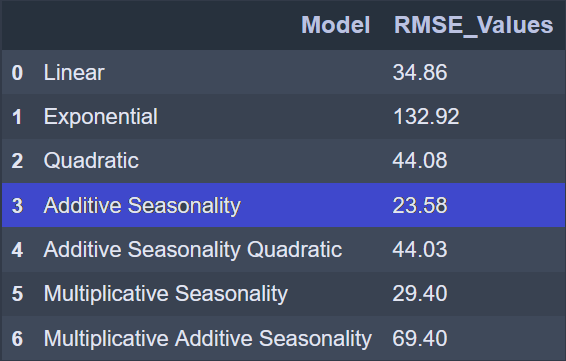 Model RMSE_Values
0 Linear 34.86
1 Exponential 132.92
2 Quadratic 44.08
3 Additive Seasonality 23.58
4 Additive Seasonality Quadratic 44.03
5 Multiplicative Seasonality 29.40
6 Multiplicative Additive Seasonality 69.40